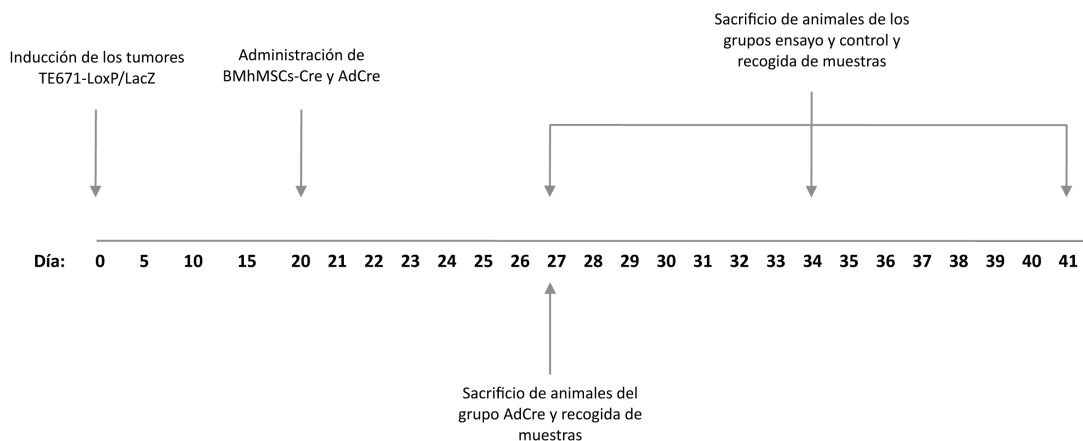 Sacrificio de animales de los
grupos ensayo y control y
recogida de muestras
Inducción de los tumores
TE671-LoxP/LacZ
Administración de
BMhMSCs-Cre y AdCre
Día: 0 5 10 15 20 21 22 23 24 25 26 27 28 29 30 31 32 33 34 35 36 37 38 39 40 41
Sacrificio de animales del
grupo AdCre y recogida de
muestras